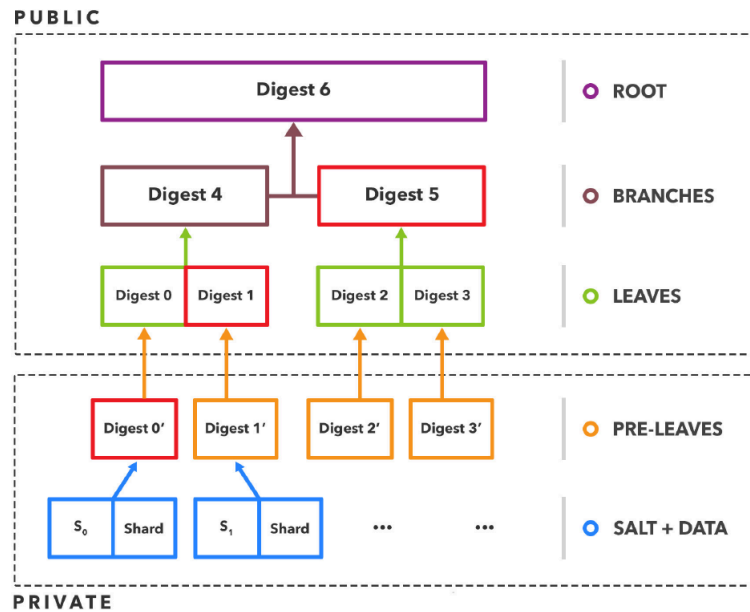 PUBLIC
Digest 6
ROOT
Digest 4
Digest 5
BRANCHES
Digest 0
Digest 1
Digest 2
Digest 3
LEAVES
Digest 0′
Digest 1′
Digest 2′
Digest 3′
PRE-LEAVES
S₀
Shard
S₁
Shard
...
...
SALT + DATA
PRIVATE